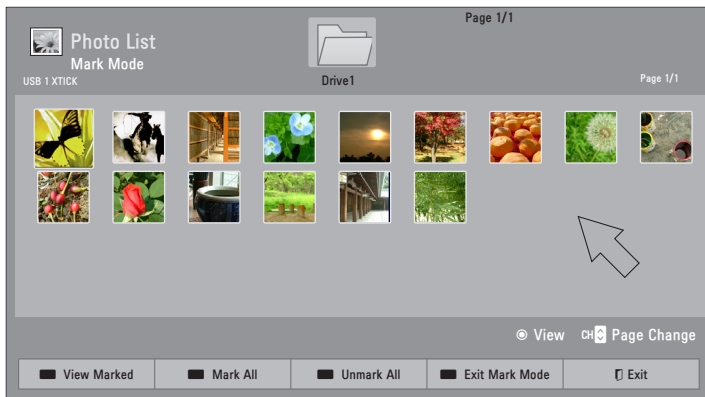 Page 1/1
Photo List
Mark Mode
USB 1 XTICK
Drive1
Page 1/1
View CH Page Change
View Marked
Mark All
Unmark All
Exit Mark Mode
Exit